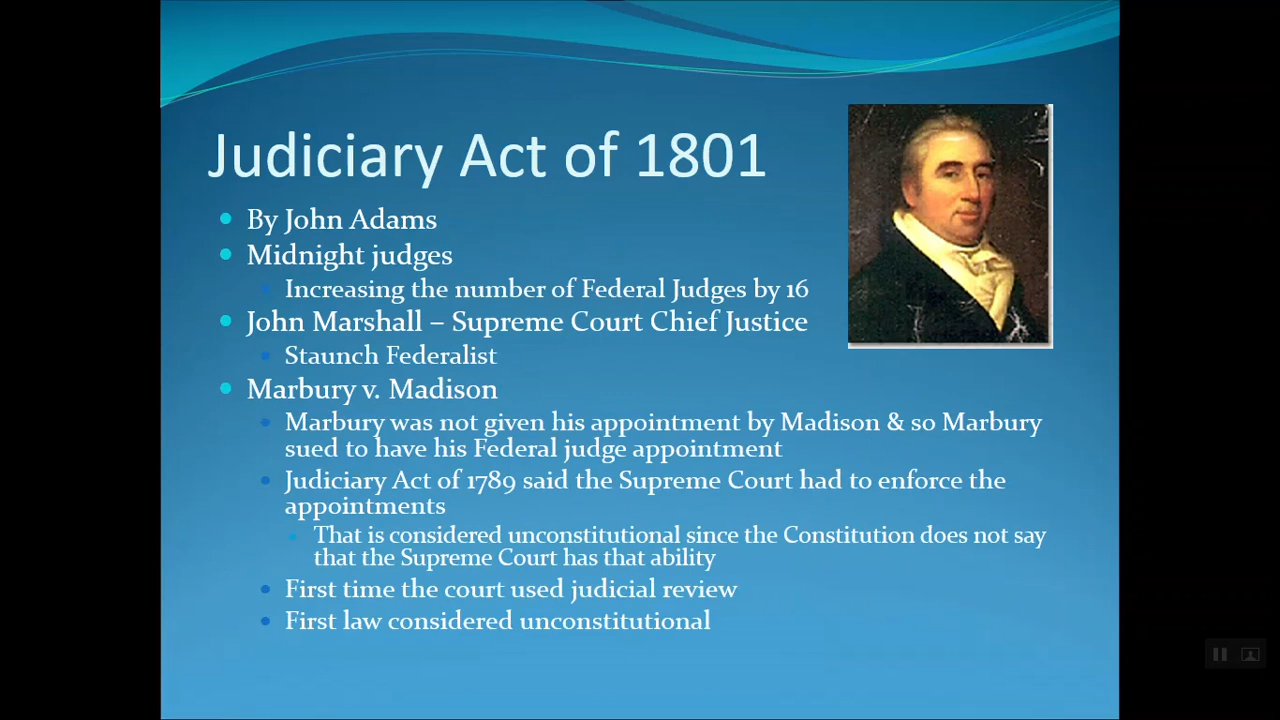 Judiciary Act of 1801
By John Adams
Midnight judges
Increasing the number of Federal Judges by 16
John Marshall – Supreme Court Chief Justice
Staunch Federalist
Marbury v. Madison
Marbury was not given his appointment by Madison & so Marbury
sued to have his Federal judge appointment
Judiciary Act of 1789 said the Supreme Court had to enforce the
appointments
That is considered unconstitutional since the Constitution does not say
that the Supreme Court has that ability
First time the court used judicial review
First law considered unconstitutional